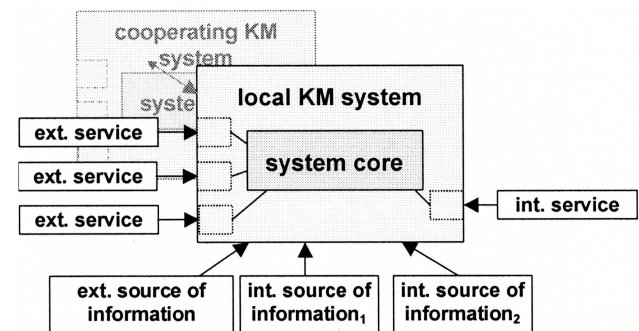 cooperating KM
system
syste
local KM system
ext. service
system core
ext. service
ext. service
int. service
ext. source of
information
int. source of
information₁
int. source of
information₂